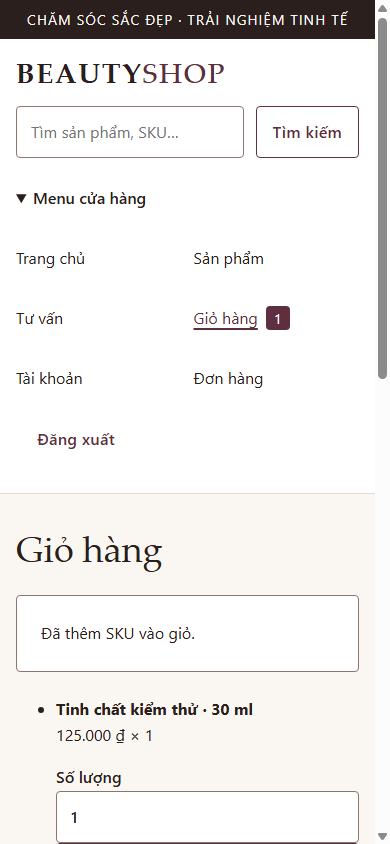 CHĂM SÓC SẮC ĐẸP · TRẢI NGHIỆM TINH TẾ
BEAUTYSHOP
Tìm sản phẩm, SKU... Tìm kiếm
▼ Menu cửa hàng
Trang chủ Sản phẩm
Tư vấn Giỏ hàng 1
Tài khoản Đơn hàng
Đăng xuất
Giỏ hàng
Đã thêm SKU vào giỏ.
• Tinh chất kiểm thử · 30 ml
125.000 ₫ × 1
Số lượng
1